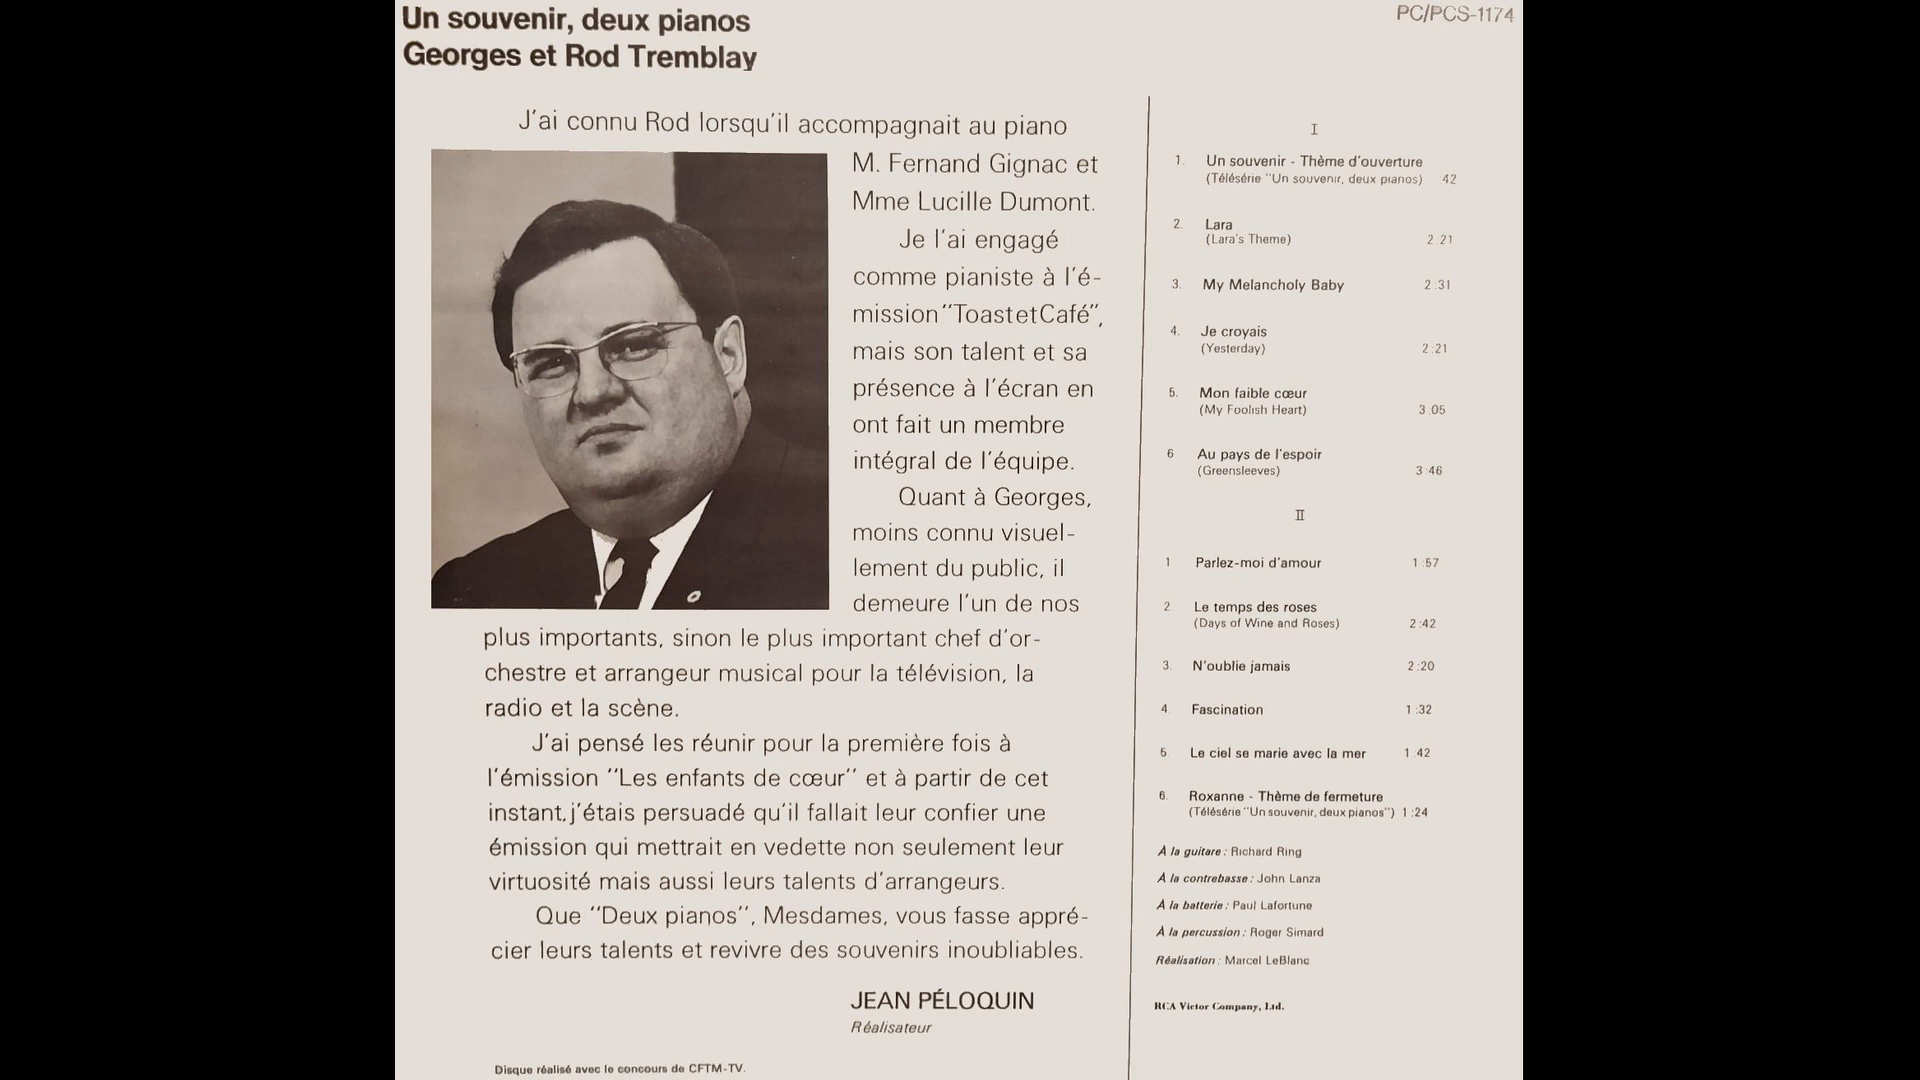 Un souvenir, deux pianos
Georges et Rod Tremblay
PC/PCS-1174
J'ai connu Rod lorsqu'il accompagnait au piano
M. Fernand Gignac et
Mme Lucille Dumont.
Je l'ai engagé
comme pianiste à l'é-
mission "Toast et Café",
mais son talent et sa
présence à l'écran en
ont fait un membre
intégral de l'équipe.
Quant à Georges,
moins connu visuel-
lement du public, il
demeure l'un de nos
plus importants, sinon le plus important chef d'or-
chestre et arrangeur musical pour la télévision, la
radio et la scène.
J'ai pensé les réunir pour la première fois à
l'émission "Les enfants de cœur" et à partir de cet
instant, j'étais persuadé qu'il fallait leur confier une
émission qui mettrait en vedette non seulement leur
virtuosité mais aussi leurs talents d'arrangeurs.
Que "Deux pianos", Mesdames, vous fasse appré-
cier leurs talents et revivre des souvenirs inoubliables.
JEAN PÉLOQUIN
Réalisateur
Disque réalisé avec le concours de CFTM-TV.
I
1. Un souvenir - Thème d'ouverture
(Télésérie "Un souvenir, deux pianos) :42
2. Lara
(Lara's Theme) 2:21
3. My Melancholy Baby 2:31
4. Je croyais
(Yesterday) 2:21
5. Mon faible cœur
(My Foolish Heart) 3:05
6 Au pays de l'espoir
(Greensleeves) 3:46
II
1 Parlez-moi d'amour 1:57
2 Le temps des roses
(Days of Wine and Roses) 2:42
3. N'oublie jamais 2:20
4 Fascination 1:32
5 Le ciel se marie avec la mer 1:42
6. Roxanne - Thème de fermeture
(Télésérie "Un souvenir, deux pianos") 1:24
À la guitare : Richard Ring
À la contrebasse : John Lanza
À la batterie : Paul Lafortune
À la percussion : Roger Simard
Réalisation : Marcel LeBlanc
RCA Victor Company, Ltd.